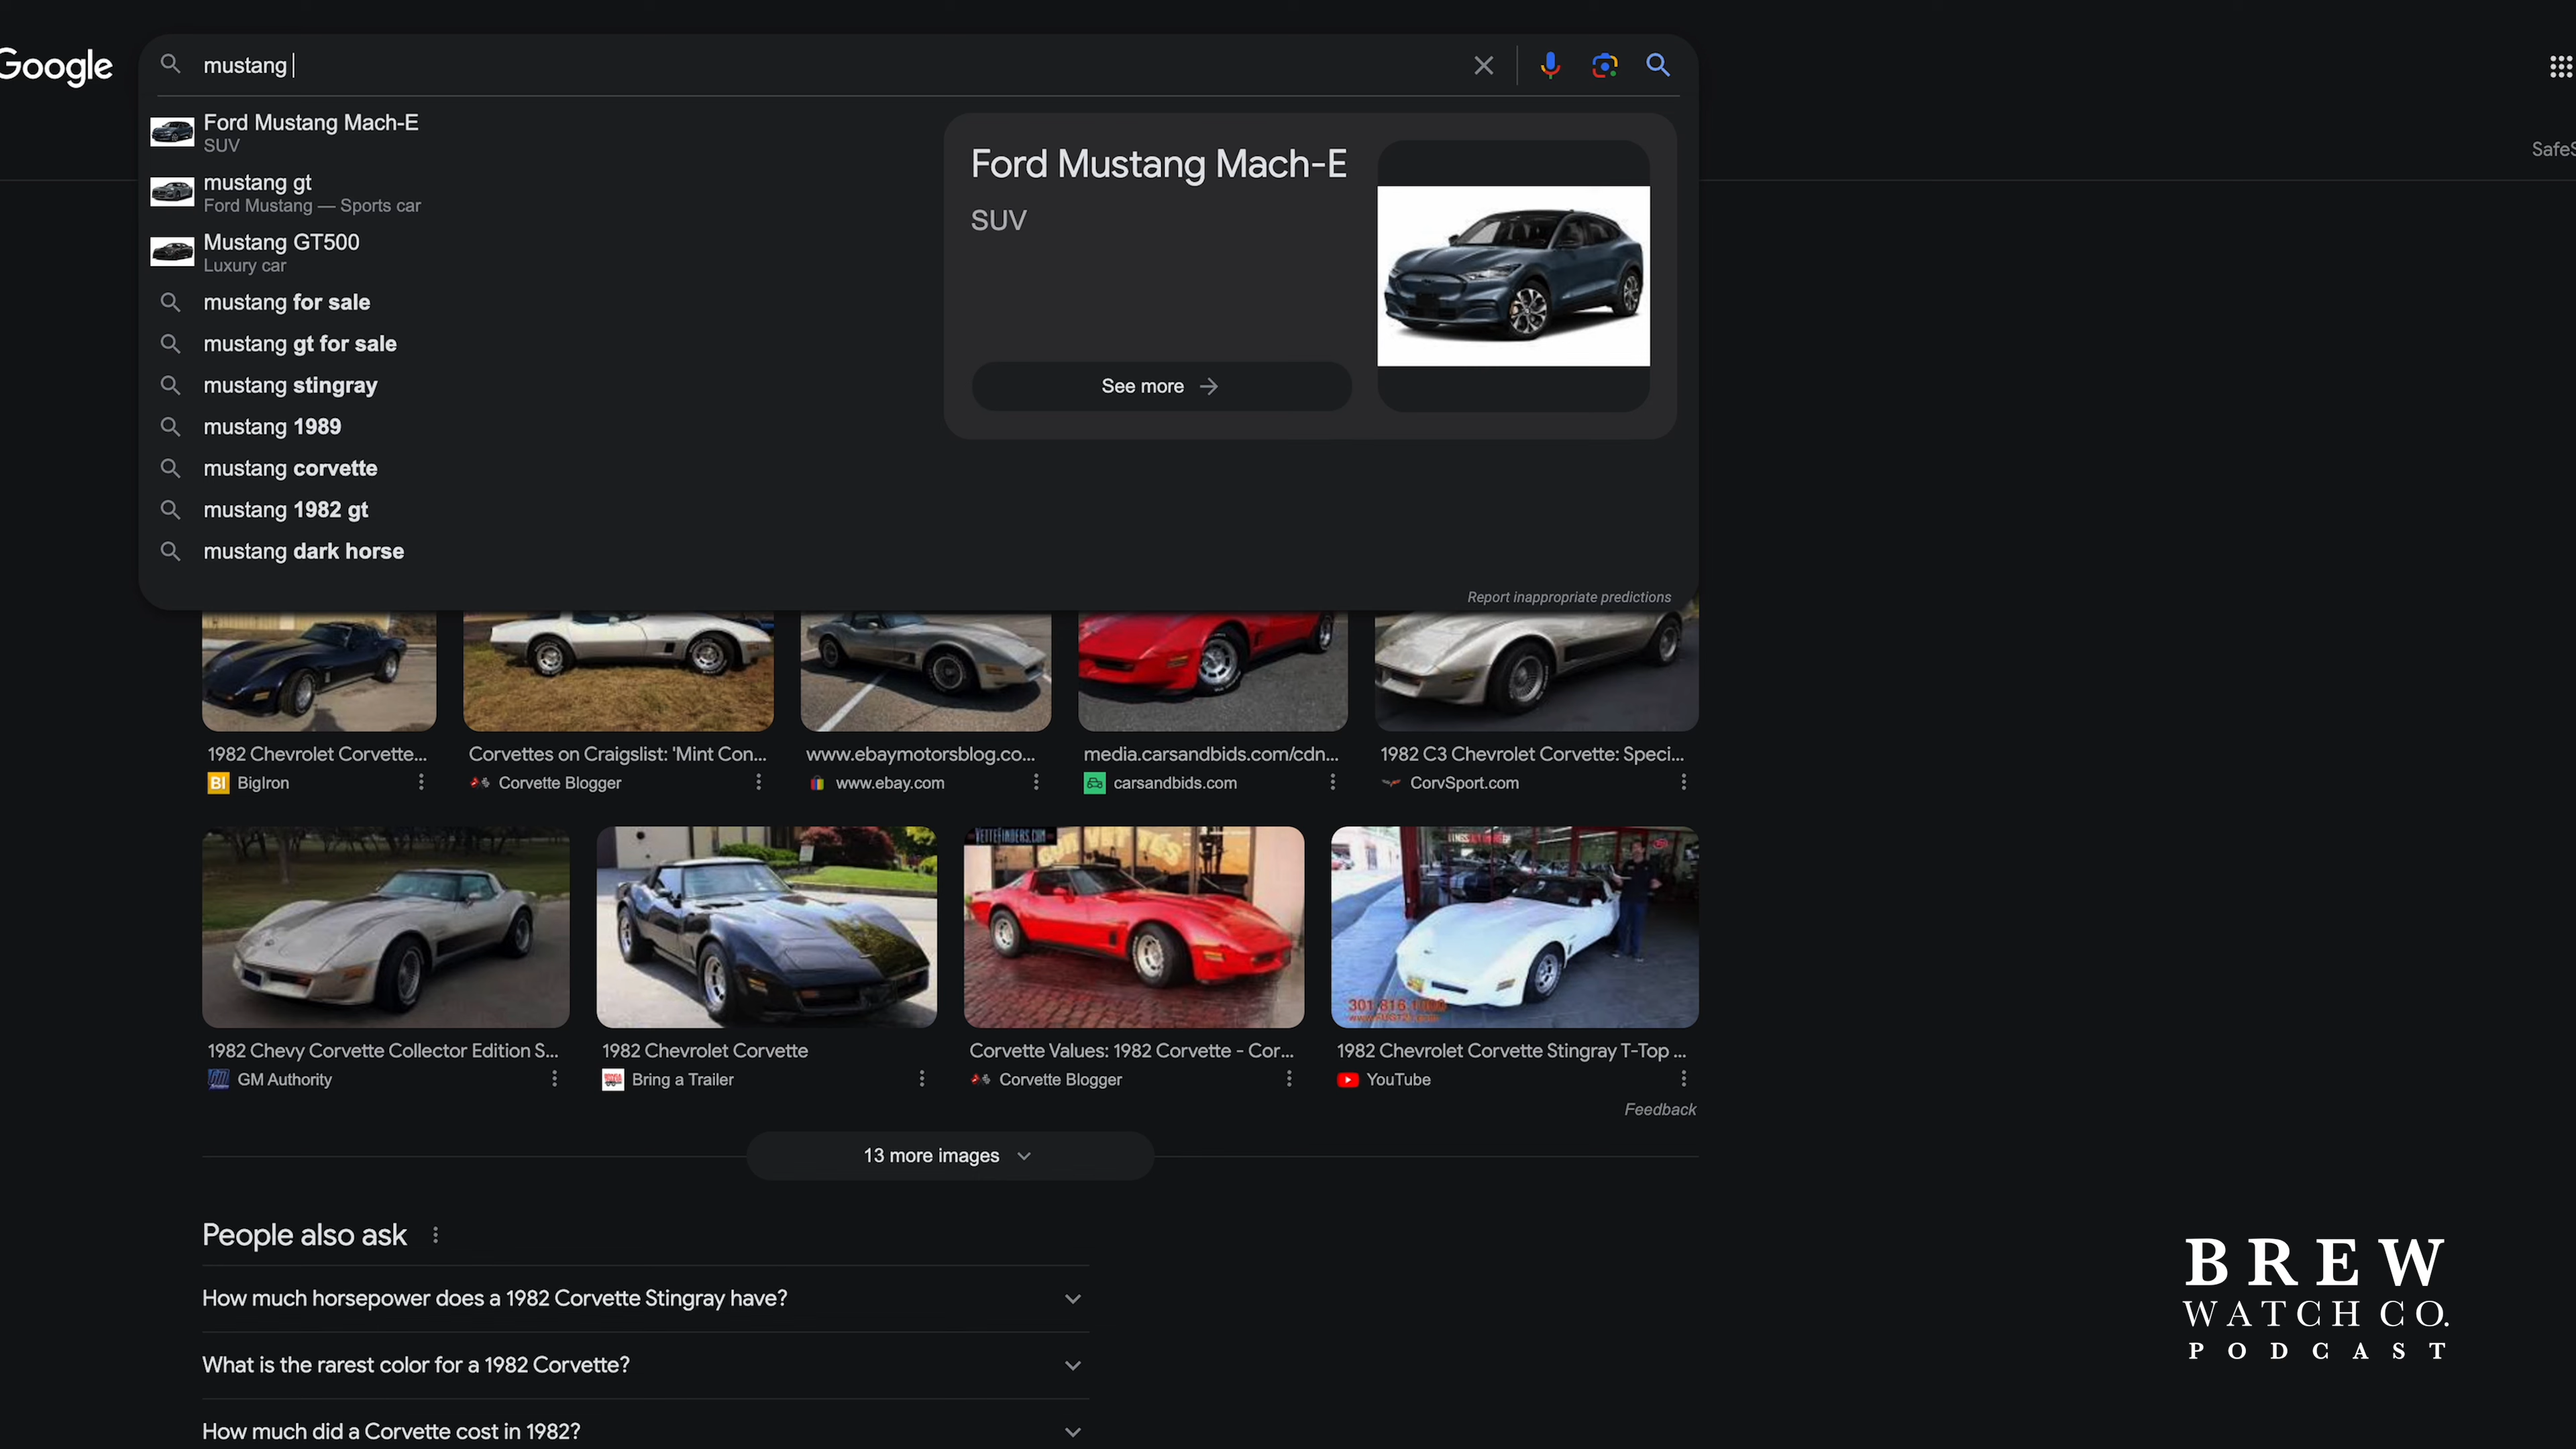 Google
mustang
Ford Mustang Mach-E
SUV
mustang gt
Ford Mustang — Sports car
Mustang GT500
Luxury car
mustang for sale
mustang gt for sale
mustang stingray
mustang 1989
mustang corvette
mustang 1982 gt
mustang dark horse
Ford Mustang Mach-E
SUV
See more
Report inappropriate predictions
SafeS
1982 Chevrolet Corvette...
BI BigIron
Corvettes on Craigslist: 'Mint Con...
Corvette Blogger
www.ebaymotorsblog.co...
www.ebay.com
media.carsandbids.com/cdn...
carsandbids.com
1982 C3 Chevrolet Corvette: Speci...
CorvSport.com
VETTEFINDERS.COM
1982 Chevy Corvette Collector Edition S...
GM Authority
1982 Chevrolet Corvette
Bring a Trailer
Corvette Values: 1982 Corvette - Cor...
Corvette Blogger
1982 Chevrolet Corvette Stingray T-Top ...
YouTube
Feedback
13 more images
People also ask
How much horsepower does a 1982 Corvette Stingray have?
What is the rarest color for a 1982 Corvette?
How much did a Corvette cost in 1982?
BREW
WATCH CO.
PODCAST